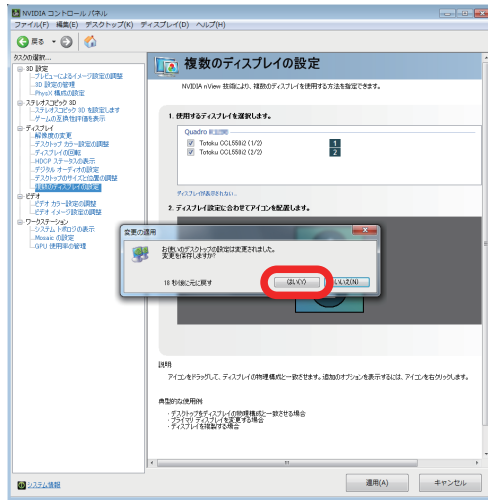 NVIDIA コントロール パネル
ファイル(F) 編集(E) デスクトップ(K) ディスプレイ(D) ヘルプ(H)
戻る
タスクの選択...
3D 設定
プレビューによるイメージ設定の調整
3D 設定の管理
PhysX 構成の設定
ステレオスコピック 3D
ステレオスコピック 3D を設定します
ゲームの互換性評価を表示
ディスプレイ
解像度の変更
デスクトップ カラー設定の調整
ディスプレイの回転
HDCP ステータスの表示
デジタル オーディオの設定
デスクトップのサイズと位置の調整
複数のディスプレイの設定
ビデオ
ビデオ カラー設定の調整
ビデオ イメージ設定の調整
ワークステーション
システム トポロジの表示
Mosaic の設定
GPU 使用率の管理
システム情報
複数のディスプレイの設定
NVIDIA nView 技術により、複数のディスプレイを使用する方法を指定できます。
1. 使用するディスプレイを選択します。
Quadro
Totoku CCL550i2 (1/2) 1
Totoku CCL550i2 (2/2) 2
ディスプレイが表示されない...
2. ディスプレイ設定に合わせてアイコンを配置します。
変更の適用
お使いのデスクトップの設定は変更されました。
変更を保存しますか?
18 秒後に元に戻す
はい(Y)
いいえ(N)
説明
アイコンをドラッグして、ディスプレイの物理構成と一致させます。追加のオプションを表示するには、アイコンを右クリックします。
典型的な使用例
・デスクトップをディスプレイの物理構成と一致させる場合
・プライマリ ディスプレイを変更する場合
・ディスプレイを複製する場合
適用(A)
キャンセル